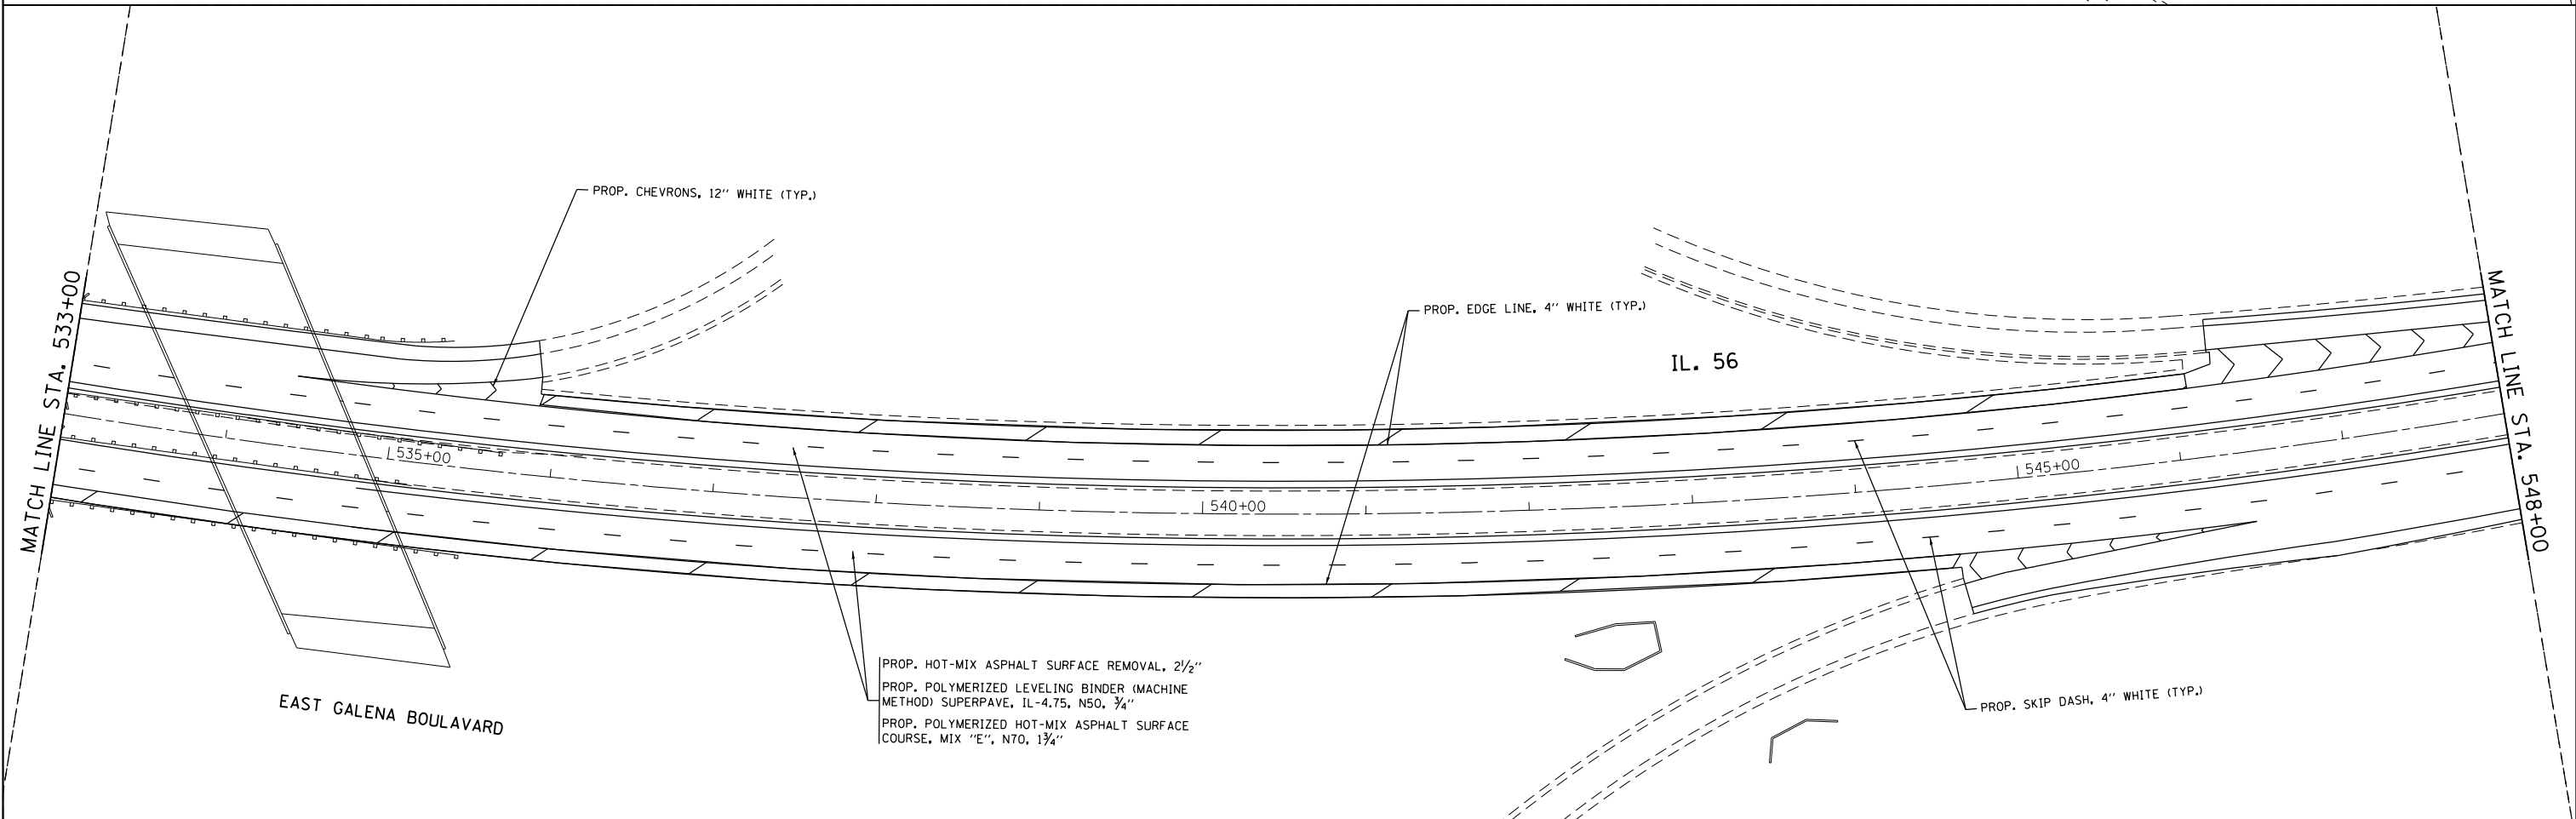 MATCH LINE STA. 533+00
PROP. CHEVRONS, 12" WHITE (TYP.)
PROP. EDGE LINE, 4" WHITE (TYP.)
IL. 56
MATCH LINE STA. 548+00
535+00
540+00
545+00
EAST GALENA BOULAVARD
PROP. HOT-MIX ASPHALT SURFACE REMOVAL, 2½"
PROP. POLYMERIZED LEVELING BINDER (MACHINE
METHOD) SUPERPAVE, IL-4.75, N50, ¾"
PROP. POLYMERIZED HOT-MIX ASPHALT SURFACE
COURSE, MIX "E", N70, 1¾"
PROP. SKIP DASH, 4" WHITE (TYP.)